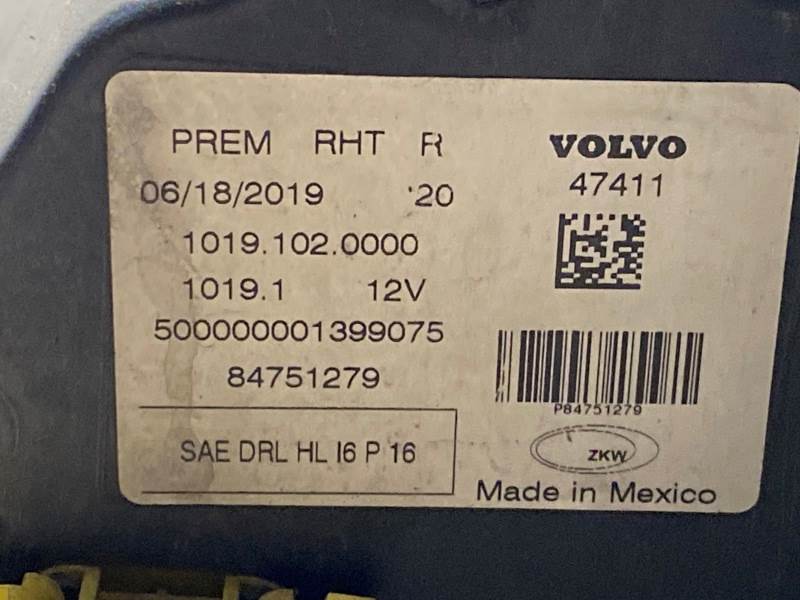 PREM RHT R
VOLVO
06/18/2019 '20
47411
1019.102.0000
1019.1 12V
500000001399075
84751279
P84751279
SAE DRL HL I6 P 16
ZKW
Made in Mexico